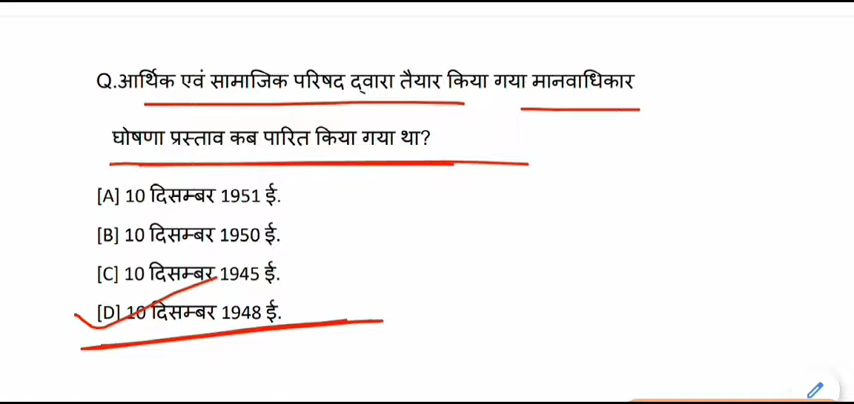 Q.आर्थिक एवं सामाजिक परिषद द्वारा तैयार किया गया मानवाधिकार
घोषणा प्रस्ताव कब पारित किया गया था?
[A] 10 दिसम्बर 1951 ई.
[B] 10 दिसम्बर 1950 ई.
[C] 10 दिसम्बर 1945 ई.
[D] 10 दिसम्बर 1948 ई.